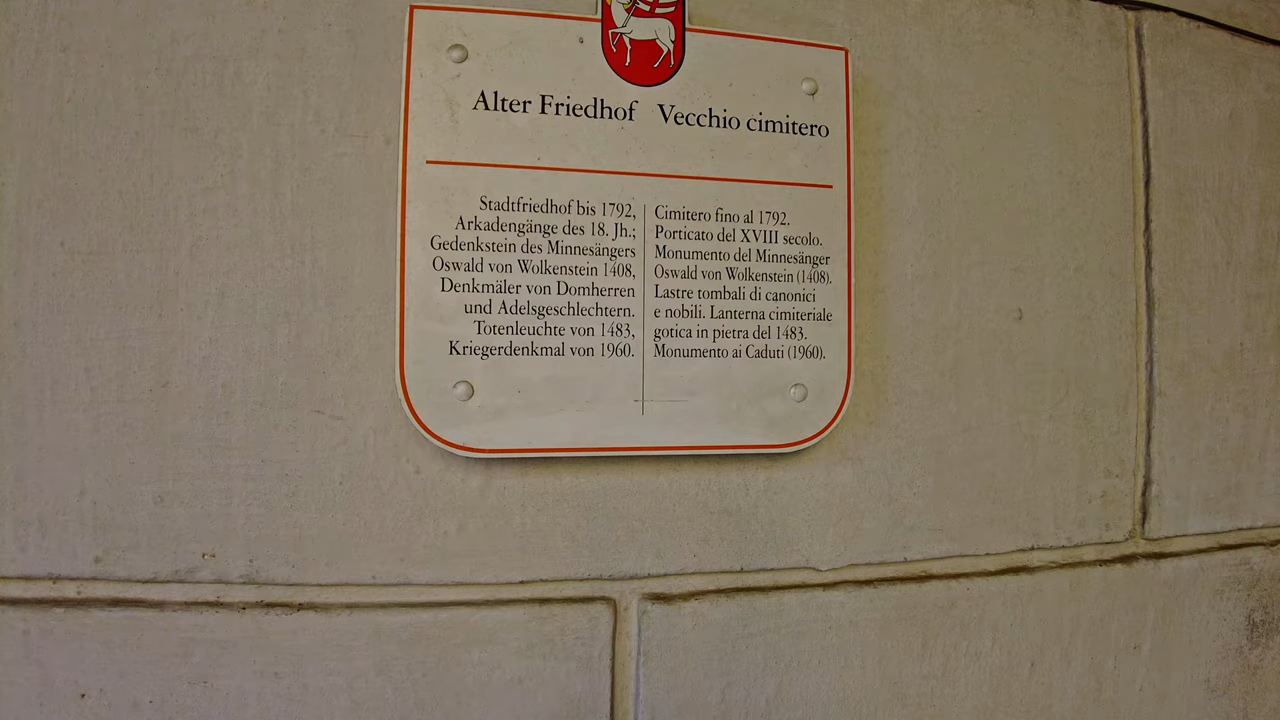 Alter Friedhof
Vecchio cimitero
Stadtfriedhof bis 1792,
Arkadengänge des 18. Jh.;
Gedenkstein des Minnesängers
Oswald von Wolkenstein 1408,
Denkmäler von Domherren
und Adelsgeschlechtern.
Totenleuchte von 1483,
Kriegerdenkmal von 1960.
Cimitero fino al 1792.
Porticato del XVIII secolo.
Monumento del Minnesänger
Oswald von Wolkenstein (1408).
Lastre tombali di canonici
e nobili. Lanterna cimiteriale
gotica in pietra del 1483.
Monumento ai Caduti (1960).